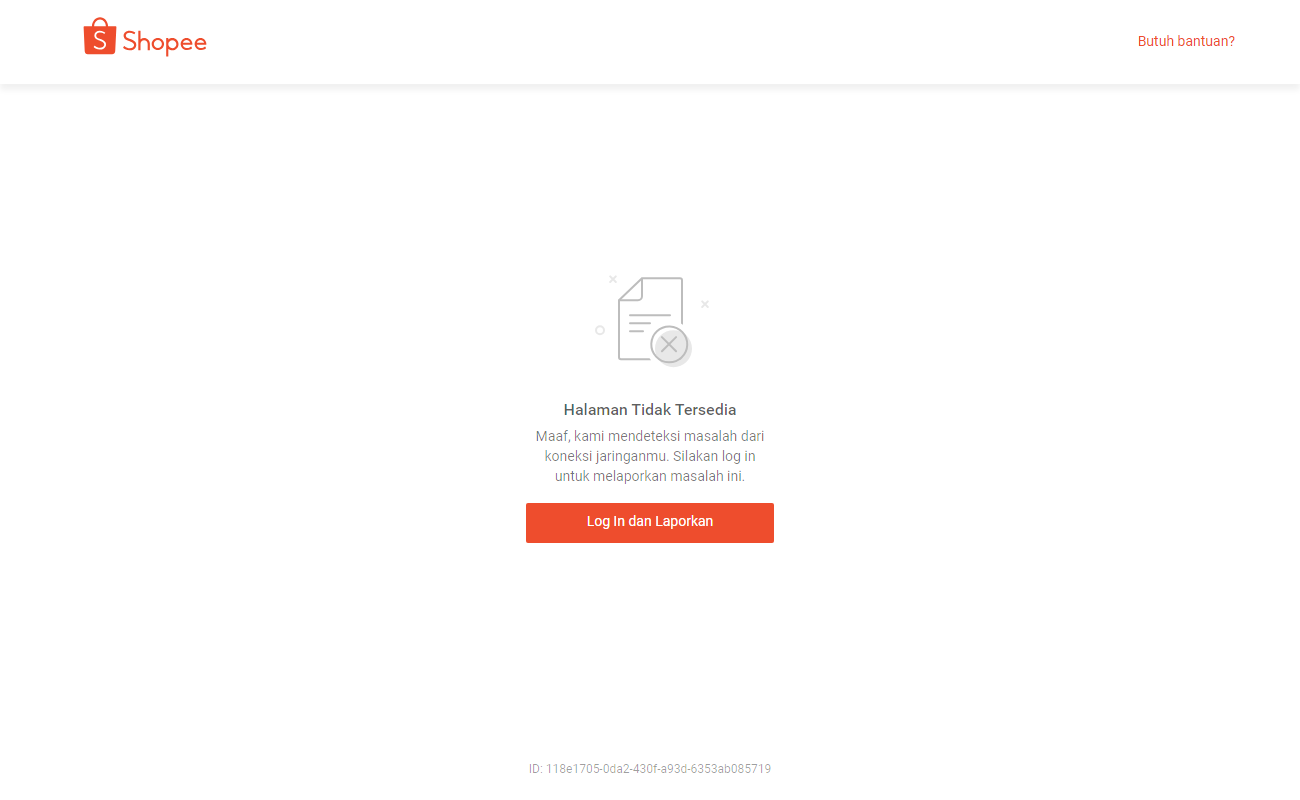 Shopee
Butuh bantuan?
Halaman Tidak Tersedia
Maaf, kami mendeteksi masalah dari
koneksi jaringanmu. Silakan log in
untuk melaporkan masalah ini.
Log In dan Laporkan
ID: 118e1705-0da2-430f-a93d-6353ab085719